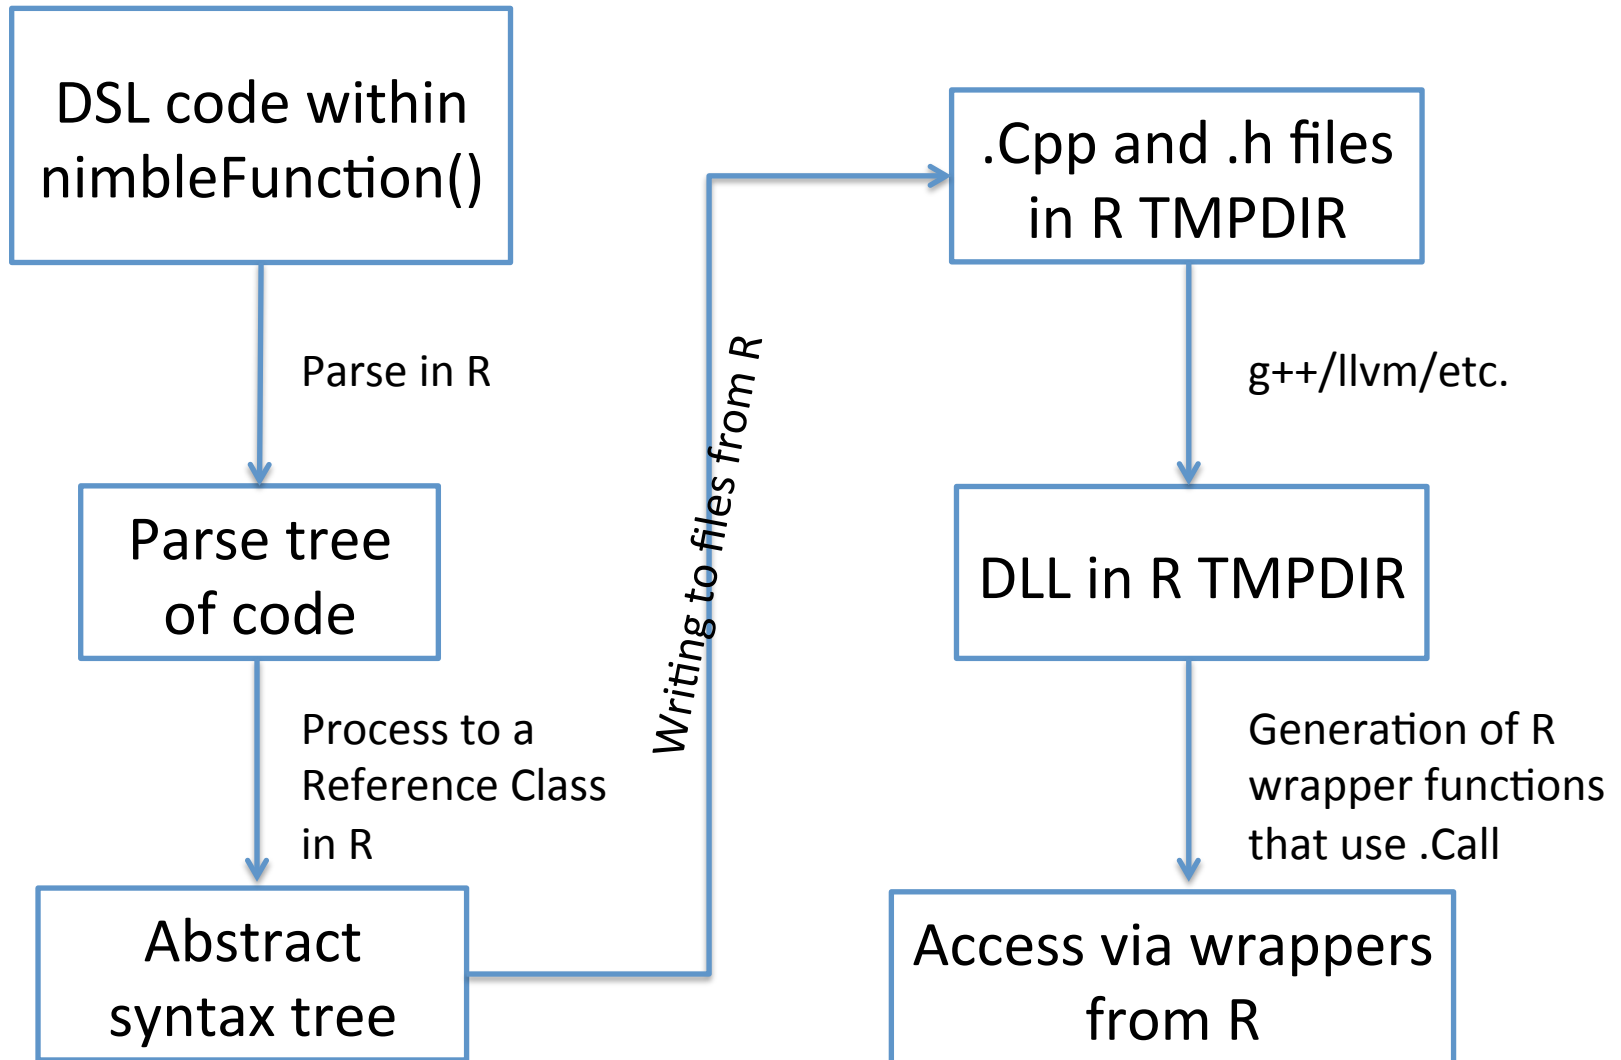 DSL code within
nimbleFunction()
Parse in R
Parse tree
of code
Process to a
Reference Class
in R
Abstract
syntax tree
Writing to files from R
.Cpp and .h files
in R TMPDIR
g++/llvm/etc.
DLL in R TMPDIR
Generation of R
wrapper functions
that use .Call
Access via wrappers
from R